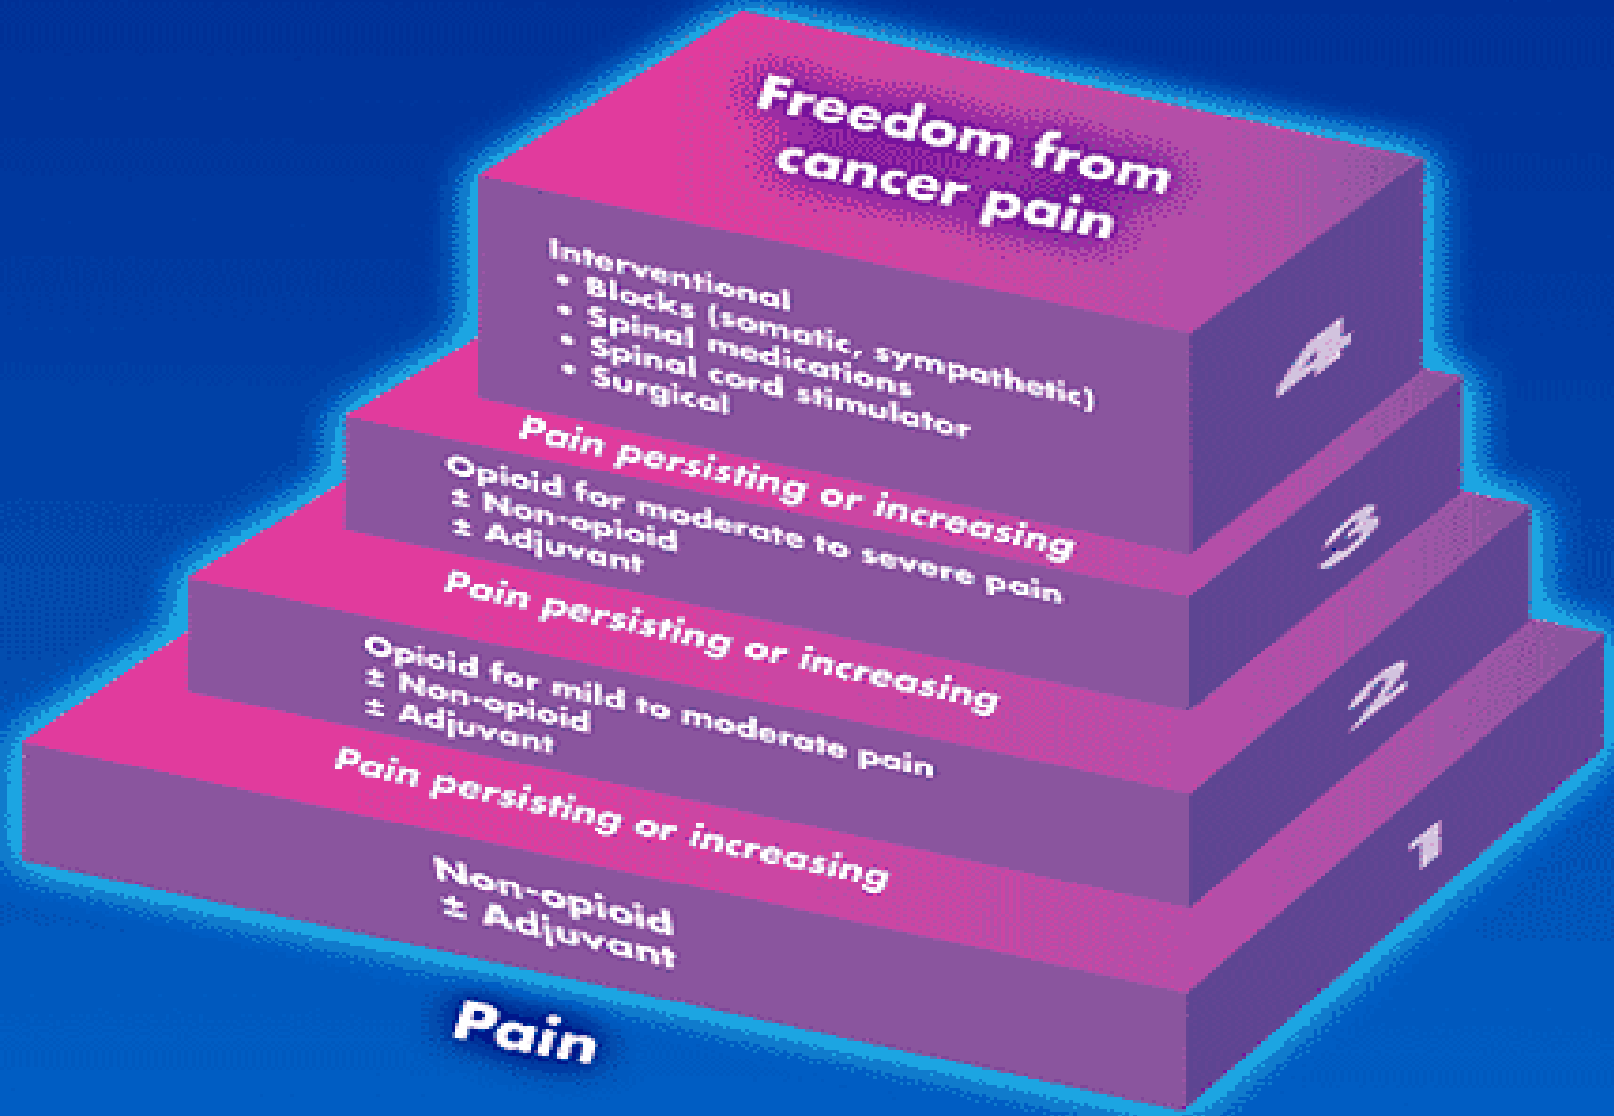 Freedom from
cancer pain
Interventional
• Blocks (somatic, sympathetic)
• Spinal medications
• Spinal cord stimulator
• Surgical
4
Pain persisting or increasing
Opioid for moderate to severe pain
± Non-opioid
± Adjuvant
3
Pain persisting or increasing
Opioid for mild to moderate pain
± Non-opioid
± Adjuvant
2
Pain persisting or increasing
Non-opioid
± Adjuvant
1
Pain